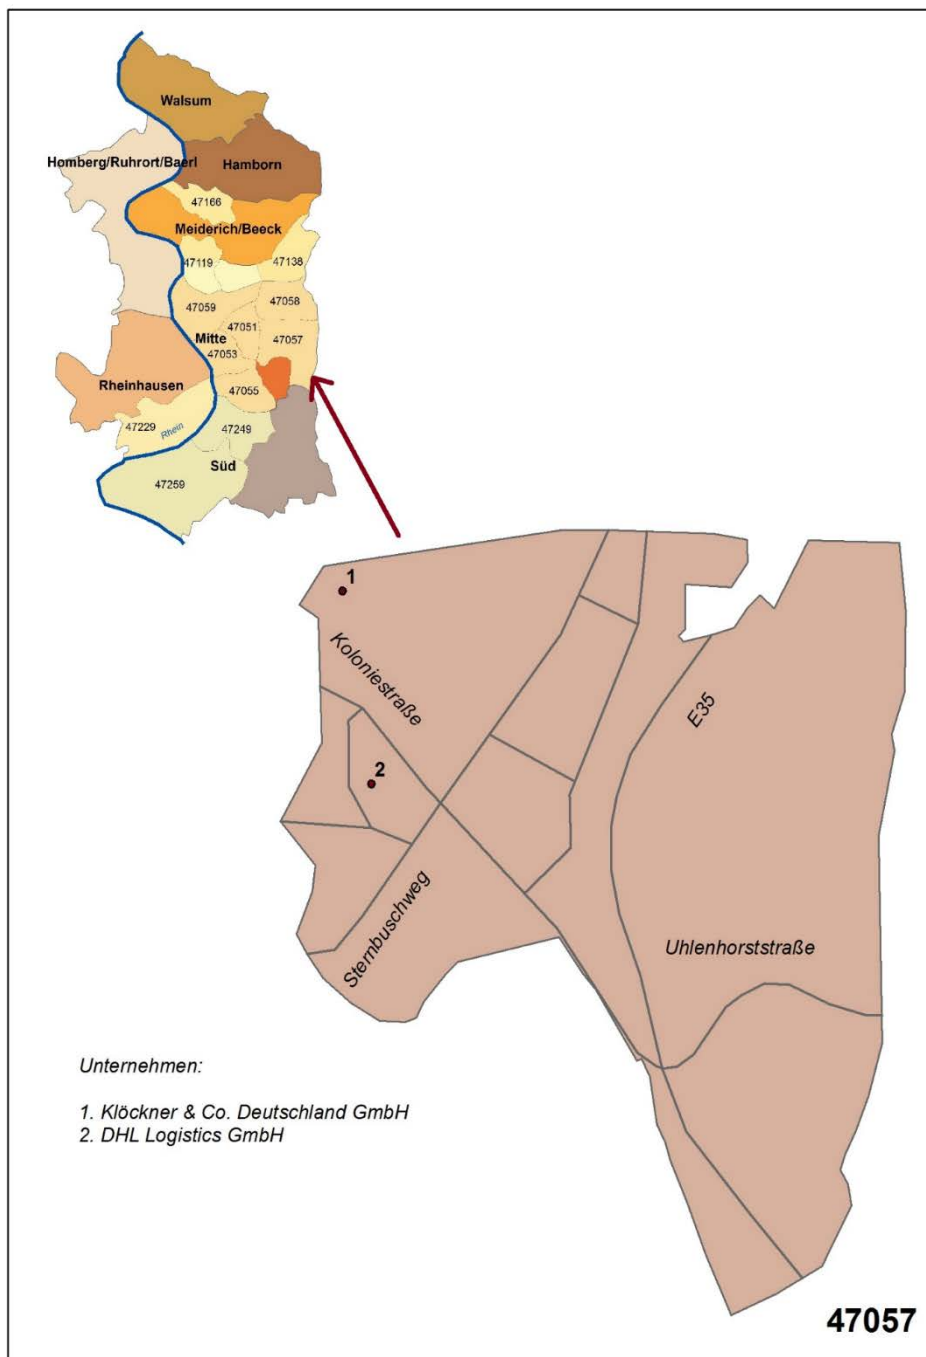 Walsum
Homberg/Ruhrort/Baerl
Hamborn
47166
Meiderich/Beeck
47119
47138
47059
47058
47051
Mitte
47057
47053
Rheinhausen
47055
47229
Rhein
47249
Süd
47259
1
Koloniestraße
E35
2
Sternbuschweg
Uhlenhorststraße
Unternehmen:
1. Klöckner & Co. Deutschland GmbH
2. DHL Logistics GmbH
47057